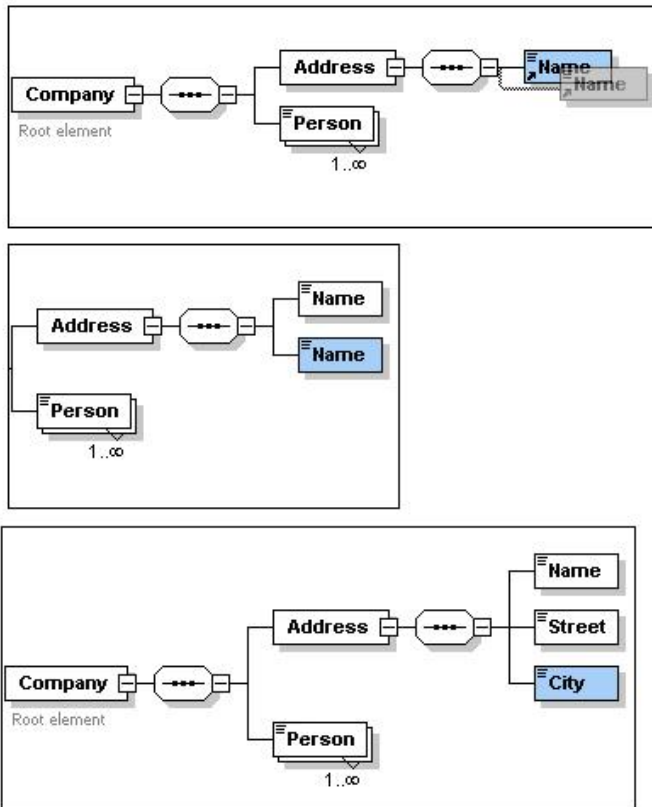 Address
Name
Name
Company
Root element
Person
1..∞
Name
Address
Name
Person
1..∞
Name
Address
Street
Company
City
Root element
Person
1..∞